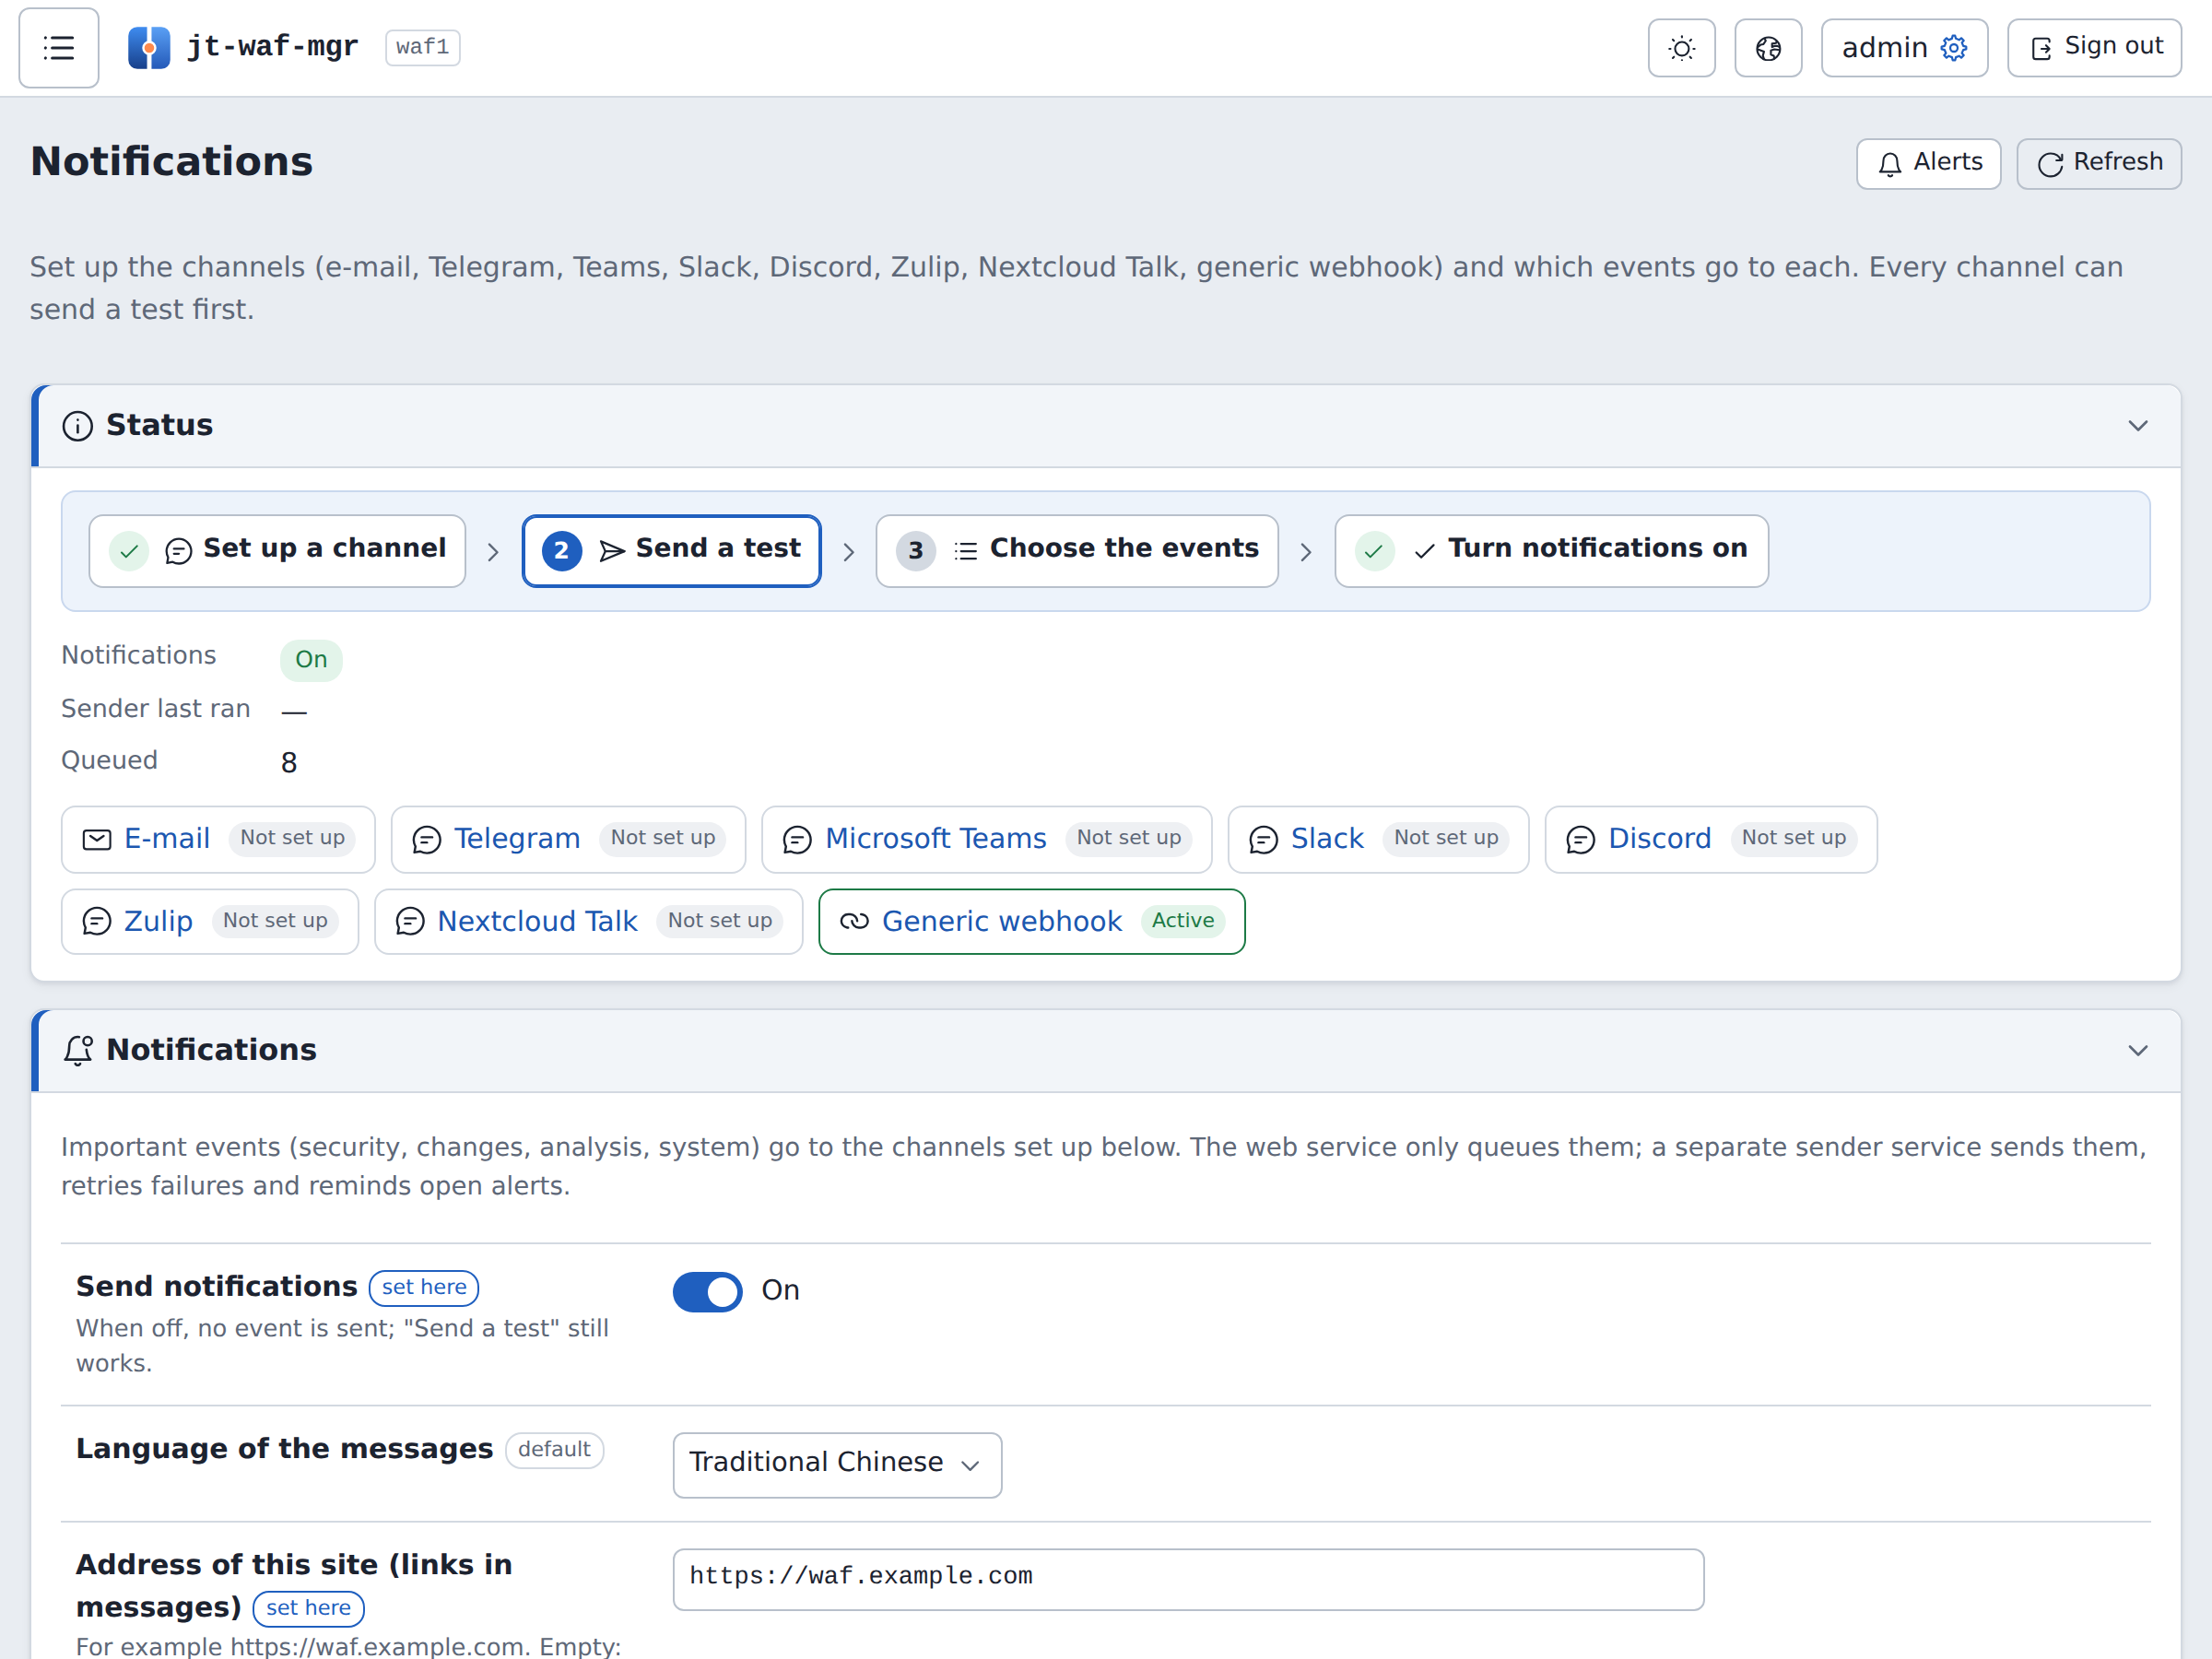 jt-waf-mgr waf1 admin Sign out
Notifications
Alerts Refresh
Set up the channels (e-mail, Telegram, Teams, Slack, Discord, Zulip, Nextcloud Talk, generic webhook) and which events go to each. Every channel can
send a test first.
Status
Set up a channel 2 Send a test 3 Choose the events Turn notifications on
Notifications On
Sender last ran —
Queued 8
E-mail Not set up Telegram Not set up Microsoft Teams Not set up Slack Not set up Discord Not set up
Zulip Not set up Nextcloud Talk Not set up Generic webhook Active
Notifications
Important events (security, changes, analysis, system) go to the channels set up below. The web service only queues them; a separate sender service sends them,
retries failures and reminds open alerts.
Send notifications set here On
When off, no event is sent; "Send a test" still
works.
Language of the messages default Traditional Chinese
Address of this site (links in
messages) set here
https://waf.example.com
For example https://waf.example.com. Empty: